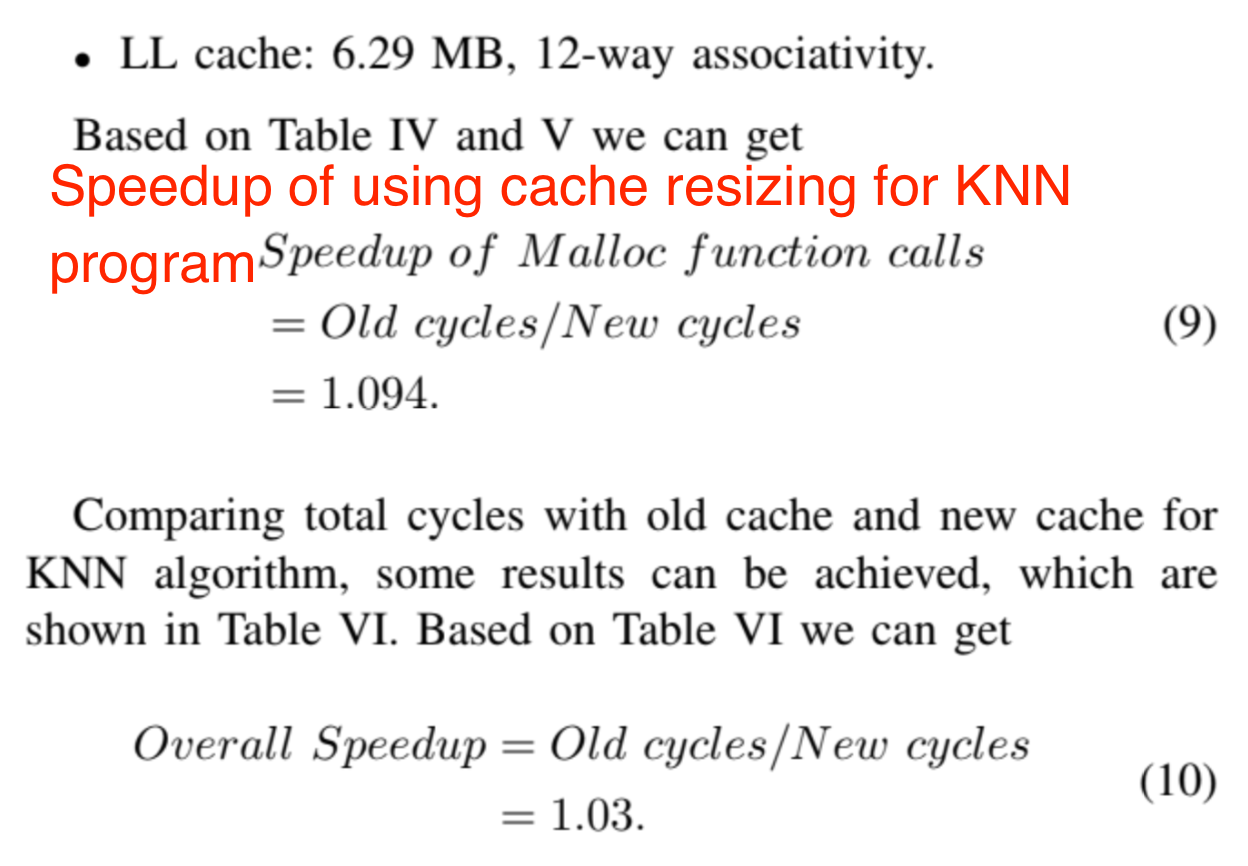 • LL cache: 6.29 MB, 12-way associativity.
Based on Table IV and V we can get
Speedup of using cache resizing for KNN
program
Speedup of Malloc function calls
= Old cycles/New cycles (9)
= 1.094.
Comparing total cycles with old cache and new cache for
KNN algorithm, some results can be achieved, which are
shown in Table VI. Based on Table VI we can get
Overall Speedup = Old cycles/New cycles
(10)
= 1.03.